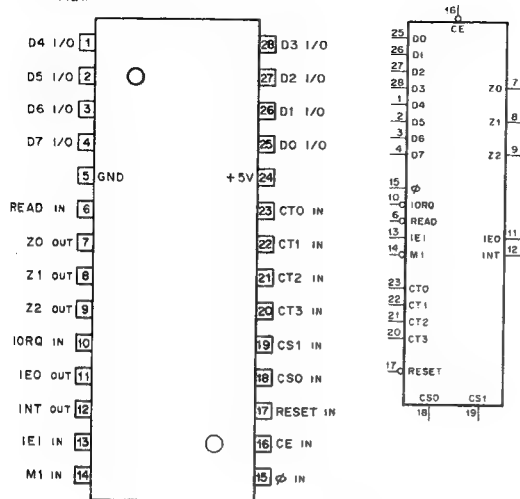 D4 I/O 1 28 D3 I/O
D5 I/O 2 27 D2 I/O
D6 I/O 3 26 D1 I/O
D7 I/O 4 25 D0 I/O
5 GND +5V 24
READ IN 6 23 CT0 IN
Z0 OUT 7 22 CT1 IN
Z1 OUT 8 21 CT2 IN
Z2 OUT 9 20 CT3 IN
IORQ IN 10 19 CS1 IN
IEO OUT 11 18 CS0 IN
INT OUT 12 17 RESET IN
IEI IN 13 16 CE IN
M1 IN 14 15 Φ IN
16
CE
25 D0
26 D1
27 D2
28 D3 Z0 7
1 D4
2 D5 Z1 8
3 D6
4 D7 Z2 9
15 Φ
10 IORQ
6 READ
13 IEI IEO 11
14 M1 INT 12
23 CT0
22 CT1
21 CT2
20 CT3
17 RESET
CS0 CS1
18 19